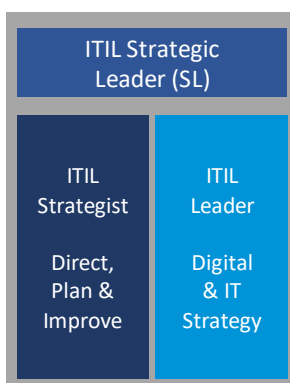 ITIL Strategic
Leader (SL)
ITIL
Strategist
Direct,
Plan &
Improve
ITIL
Leader
Digital
& IT
Strategy